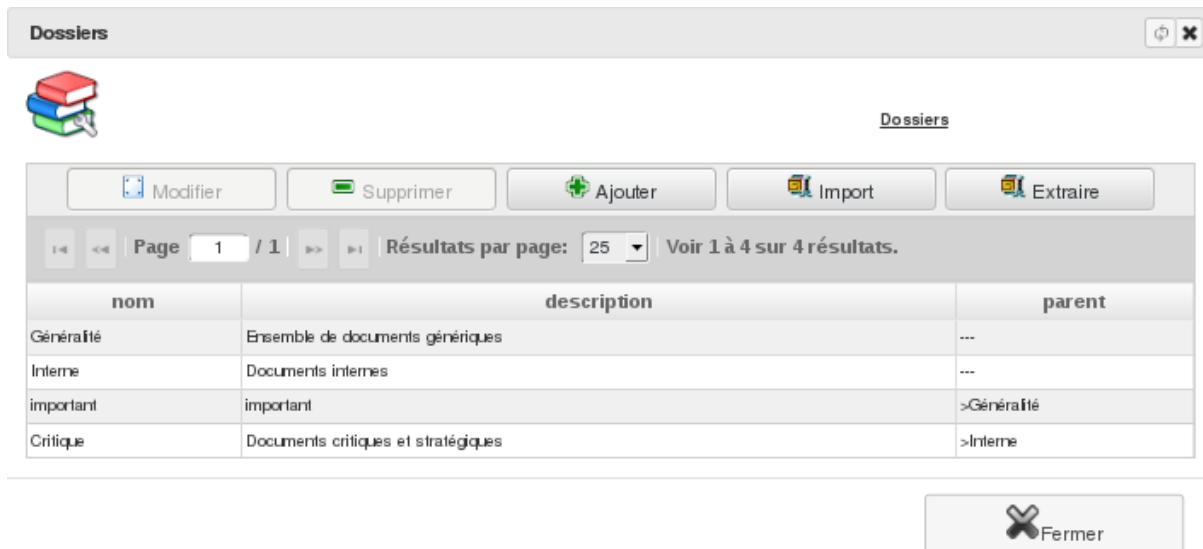 Dossiers
Dossiers
Modifier Supprimer Ajouter Import Extraire
Page 1 / 1 Résultats par page: 25 Voir 1 à 4 sur 4 résultats.
nom description parent
Généralité Ensemble de documents génériques ---
Interne Documents internes ---
important important >Généralité
Critique Documents critiques et stratégiques >Interne
Fermer